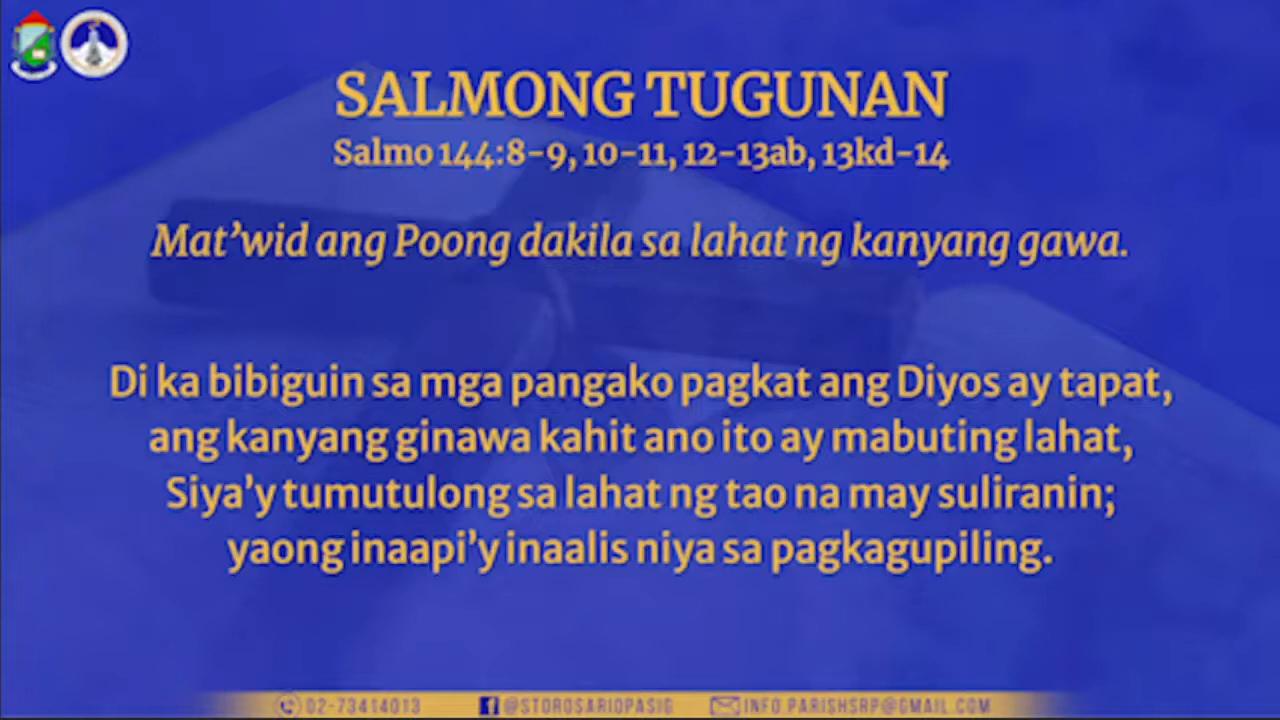 SALMONG TUGUNAN
Salmo 144:8-9, 10-11, 12-13ab, 13kd-14
Mat'wid ang Poong dakila sa lahat ng kanyang gawa.
Di ka bibiguin sa mga pangako pagkat ang Diyos ay tapat,
ang kanyang ginawa kahit ano ito ay mabuting lahat,
Siya'y tumutulong sa lahat ng tao na may suliranin;
yaong inaapi'y inaalis niya sa pagkagupiling.
02-73414013 @STOROSARIOPASIG INFO.PARISHSRP@GMAIL.COM